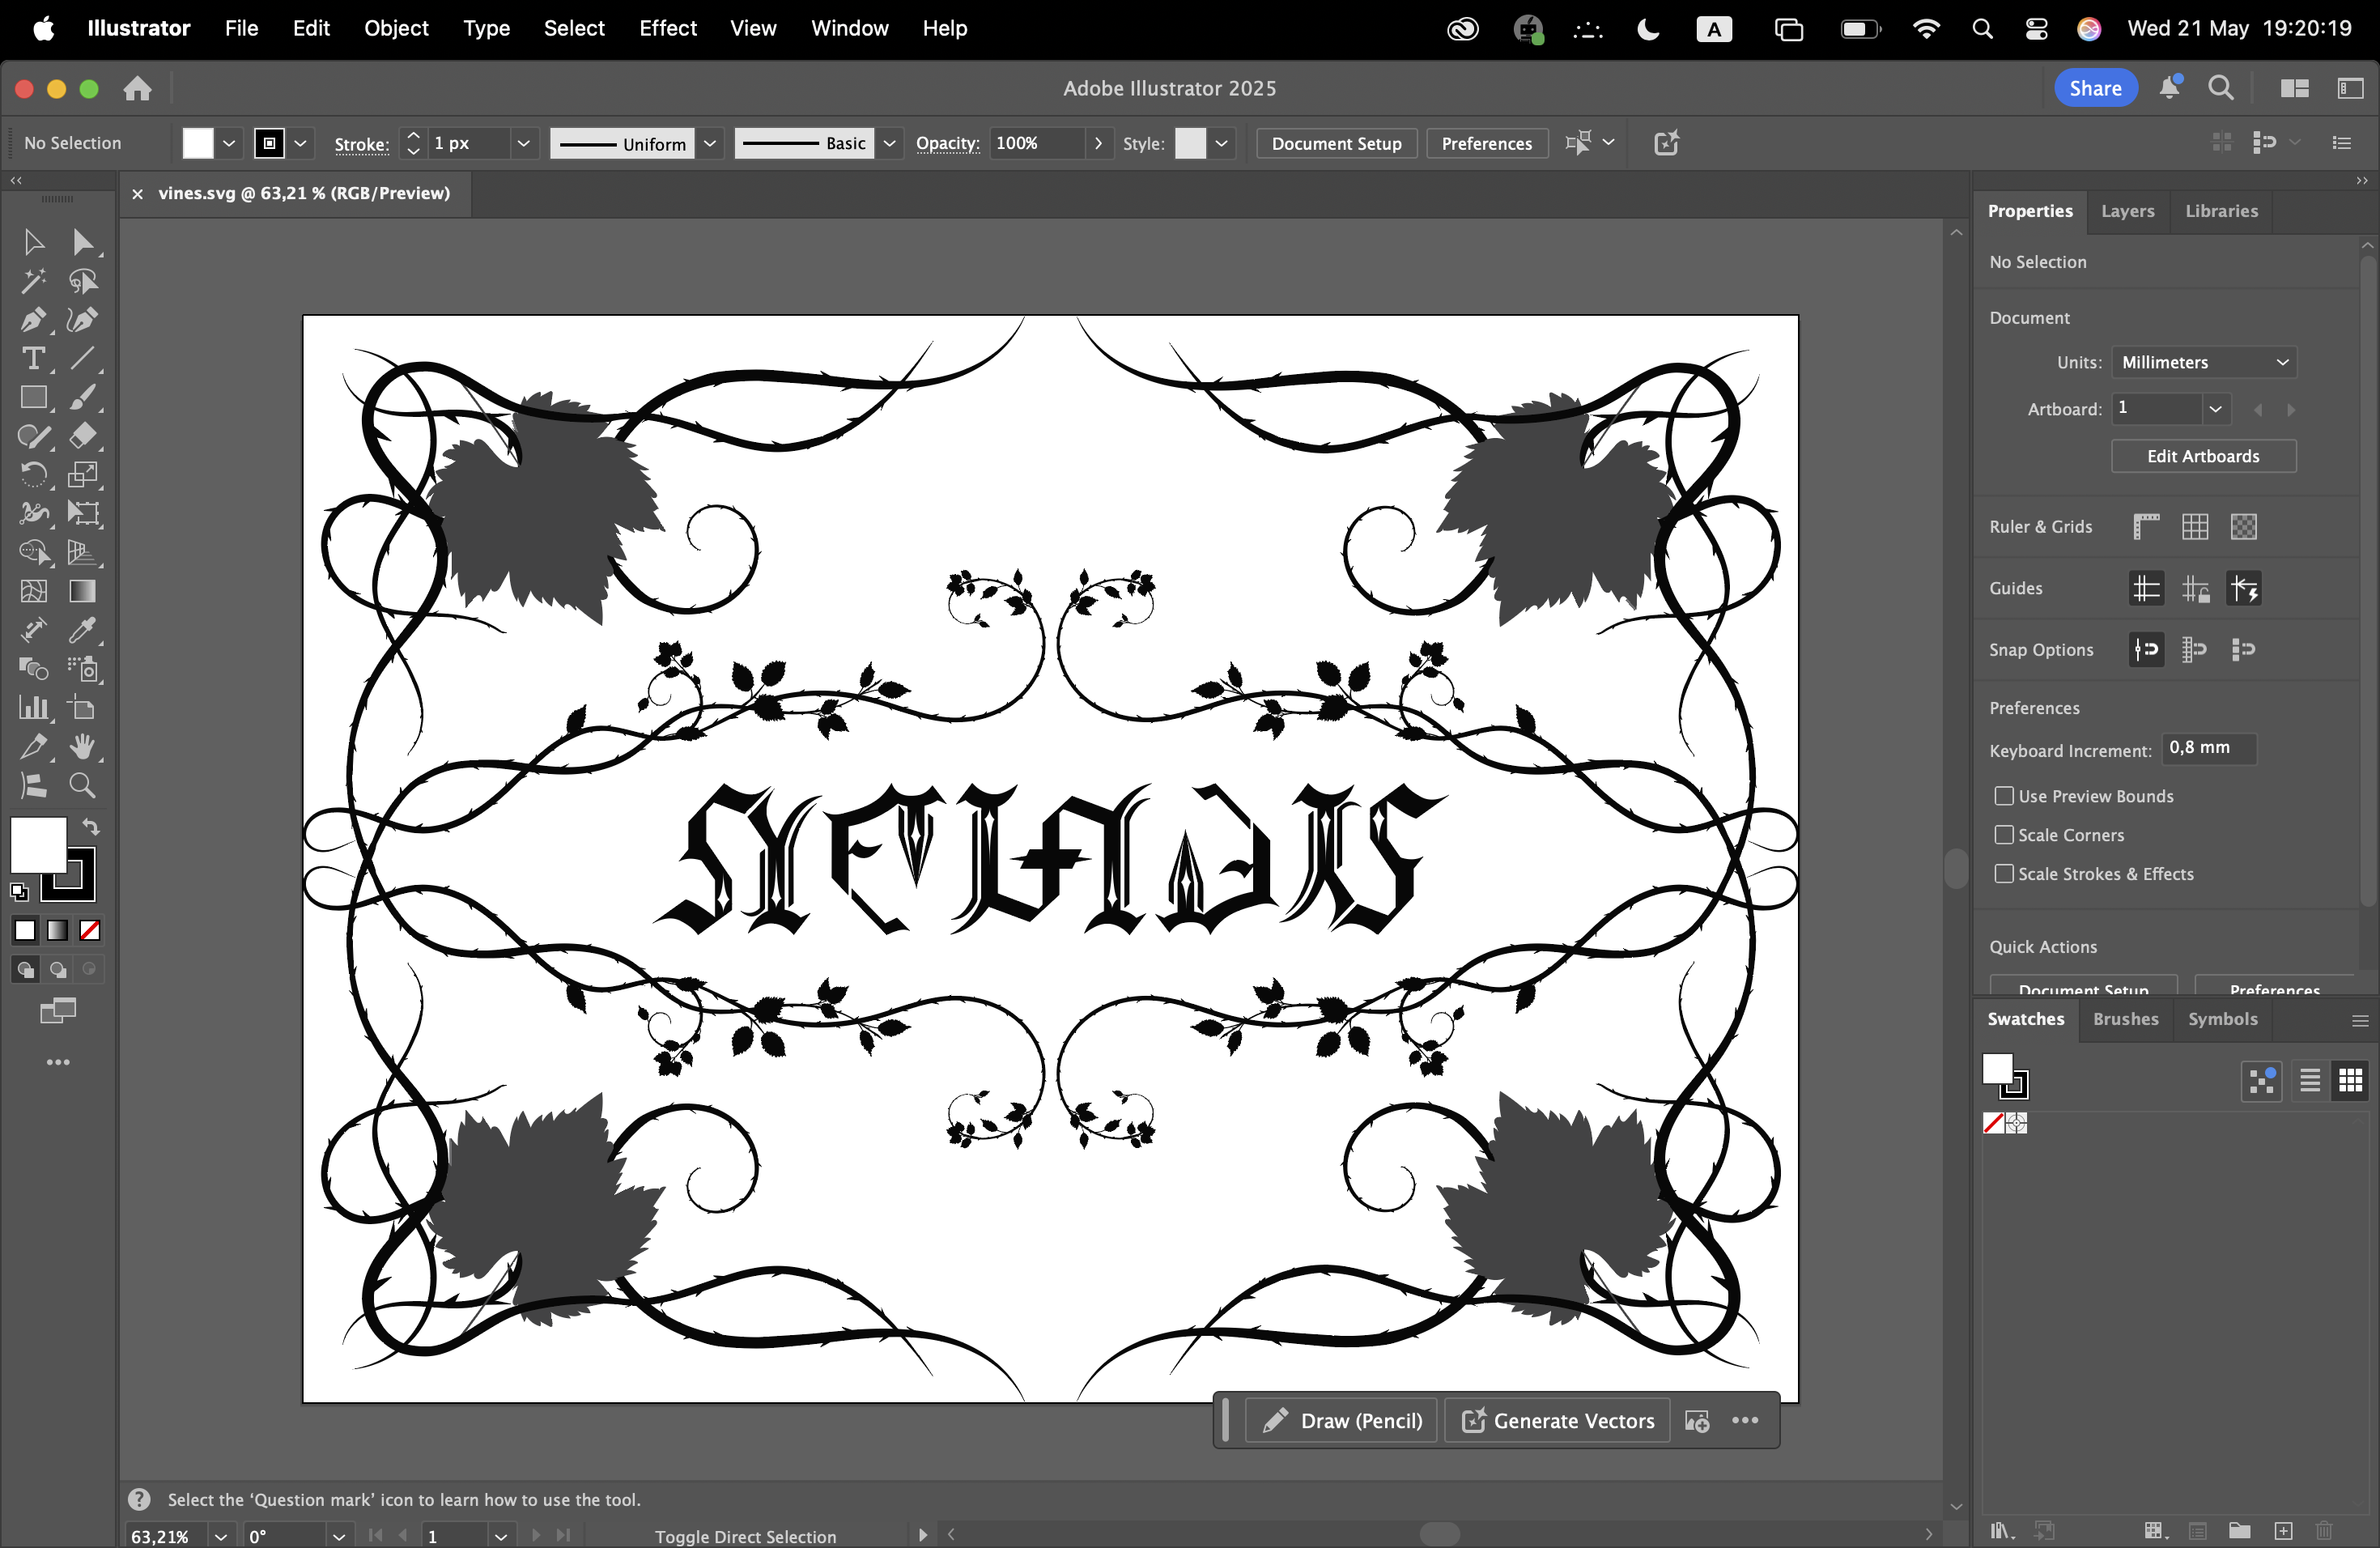 Illustrator File Edit Object Type Select Effect View Window Help A Wed 21 May 19:20:19
Adobe Illustrator 2025 Share
No Selection Stroke: 1 px Uniform Basic Opacity: 100% Style: Document Setup Preferences
vines.svg @ 63,21 % (RGB/Preview)
Properties Layers Libraries
No Selection
Document
Units: Millimeters
Artboard: 1
Edit Artboards
Ruler & Grids
Guides
Snap Options
Preferences
Keyboard Increment: 0,8 mm
Use Preview Bounds
Scale Corners
Scale Strokes & Effects
Quick Actions
Document Setup Preferences
Swatches Brushes Symbols
Draw (Pencil) Generate Vectors
Select the ‘Question mark’ icon to learn how to use the tool.
63,21% 0° 1 Toggle Direct Selection